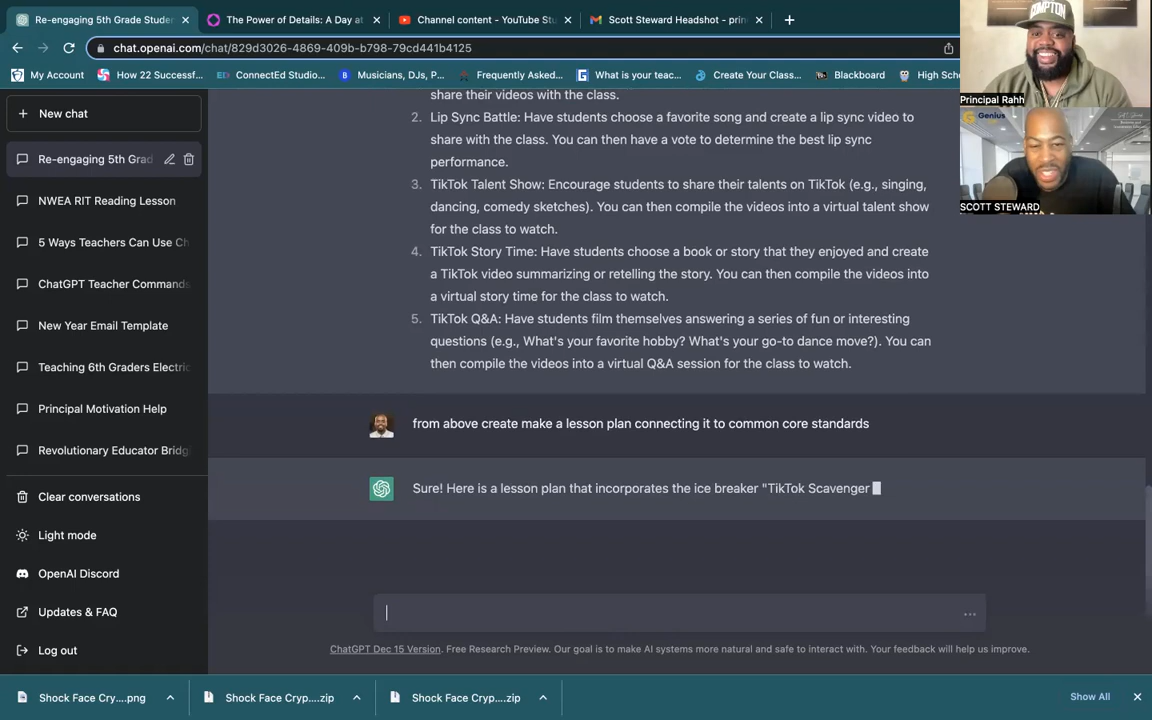 Re-engaging 5th Grade Studen
The Power of Details: A Day at
Channel content - YouTube Stu
Scott Steward Headshot - prin
chat.openai.com/chat/829d3026-4869-409b-b798-79cd441b4125
My Account
How 22 Successf...
ConnectEd Studio...
Musicians, DJs, P...
Frequently Asked...
What is your teac...
Create Your Class...
Blackboard
High Sch
COMPTON
Principal Rahh
Genius
SCOTT STEWARD
New chat
Re-engaging 5th Grad
NWEA RIT Reading Lesson
5 Ways Teachers Can Use Ch
ChatGPT Teacher Commands
New Year Email Template
Teaching 6th Graders Electric
Principal Motivation Help
Revolutionary Educator Bridg
Clear conversations
Light mode
OpenAI Discord
Updates & FAQ
Log out
share their videos with the class.
2. Lip Sync Battle: Have students choose a favorite song and create a lip sync video to
share with the class. You can then have a vote to determine the best lip sync
performance.
3. TikTok Talent Show: Encourage students to share their talents on TikTok (e.g., singing,
dancing, comedy sketches). You can then compile the videos into a virtual talent show
for the class to watch.
4. TikTok Story Time: Have students choose a book or story that they enjoyed and create
a TikTok video summarizing or retelling the story. You can then compile the videos into
a virtual story time for the class to watch.
5. TikTok Q&A: Have students film themselves answering a series of fun or interesting
questions (e.g., What's your favorite hobby? What's your go-to dance move?). You can
then compile the videos into a virtual Q&A session for the class to watch.
from above create make a lesson plan connecting it to common core standards
Sure! Here is a lesson plan that incorporates the ice breaker "TikTok Scavenger
ChatGPT Dec 15 Version. Free Research Preview. Our goal is to make AI systems more natural and safe to interact with. Your feedback will help us improve.
Shock Face Cryp....png
Shock Face Cryp....zip
Shock Face Cryp....zip
Show All